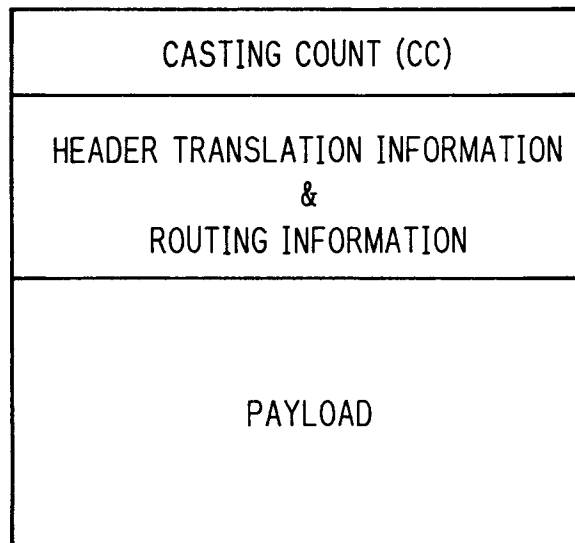 CASTING COUNT (CC)
HEADER TRANSLATION INFORMATION
&
ROUTING INFORMATION
PAYLOAD